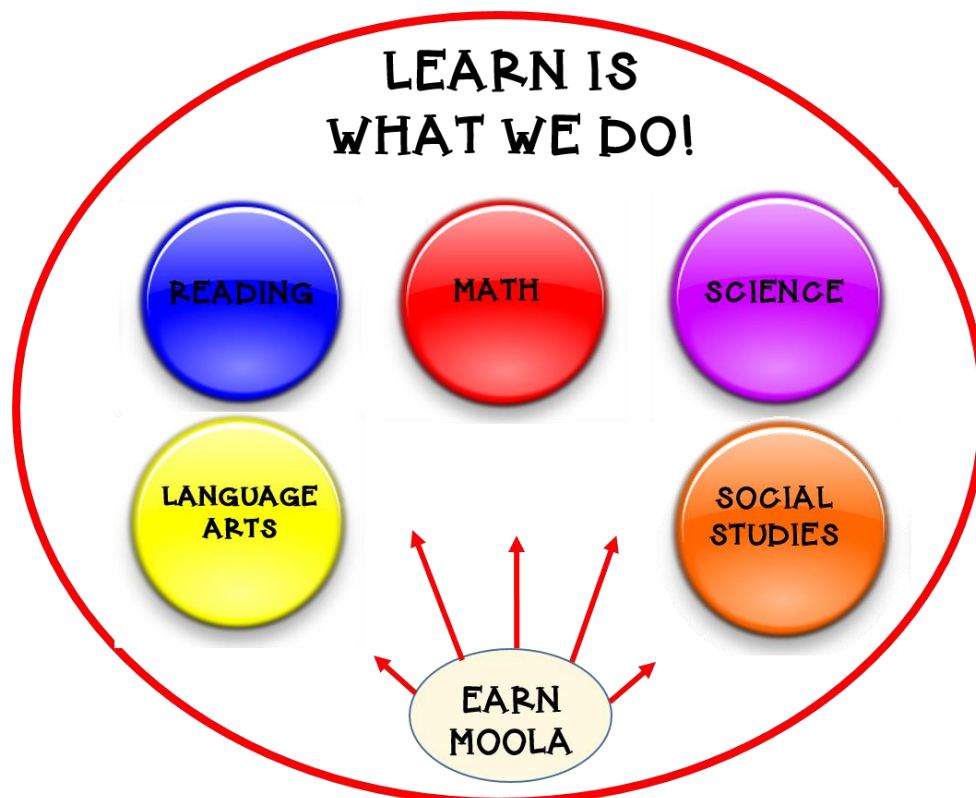 LEARN IS
WHAT WE DO!
READING
MATH
SCIENCE
LANGUAGE
ARTS
SOCIAL
STUDIES
EARN
MOOLA